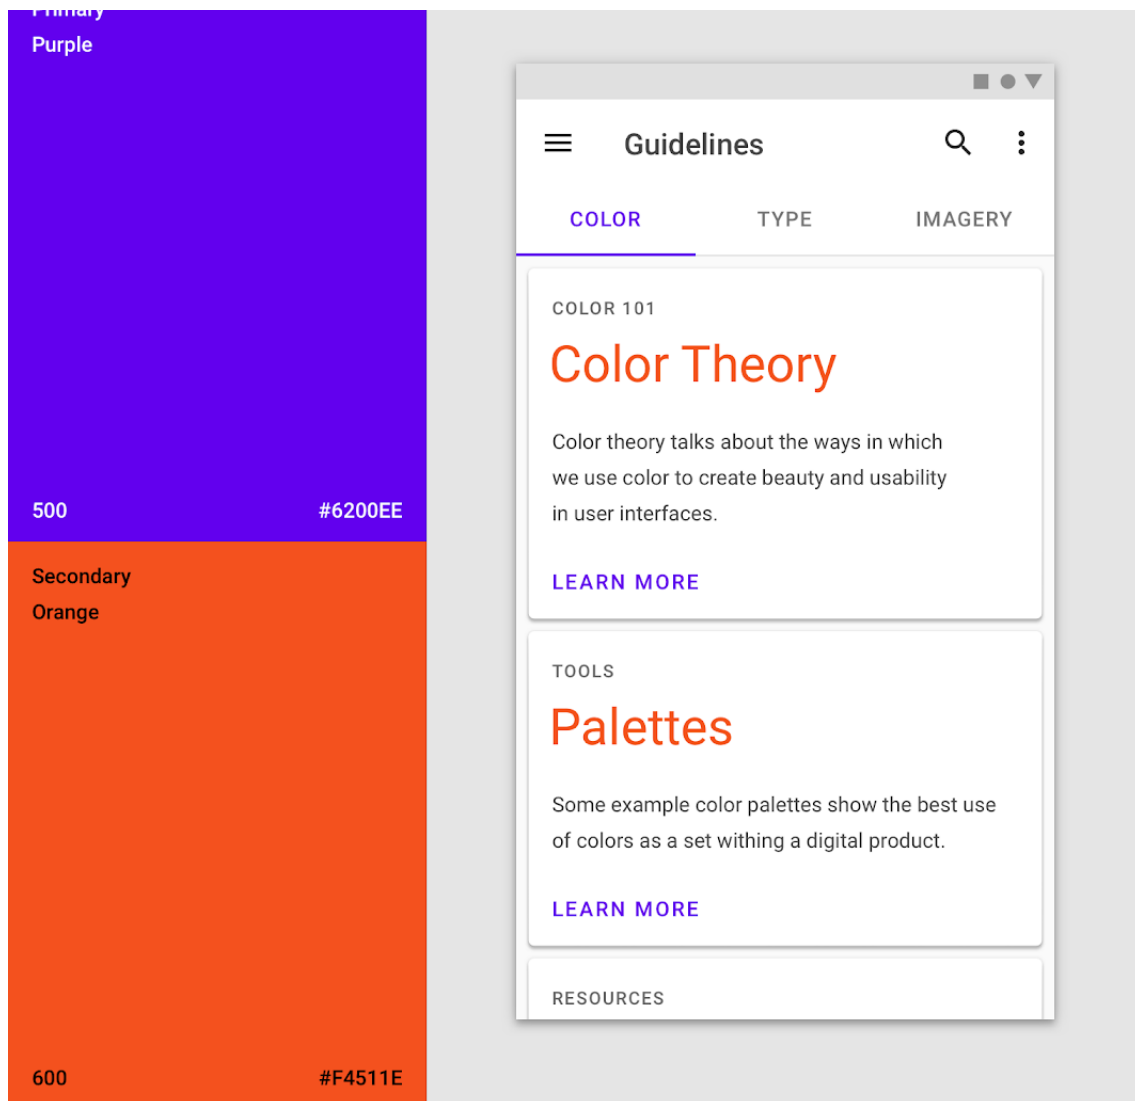 Primary
Purple
500
#6200EE
Secondary
Orange
600
#F4511E
Guidelines
COLOR
TYPE
IMAGERY
COLOR 101
Color Theory
Color theory talks about the ways in which
we use color to create beauty and usability
in user interfaces.
LEARN MORE
TOOLS
Palettes
Some example color palettes show the best use
of colors as a set withing a digital product.
LEARN MORE
RESOURCES